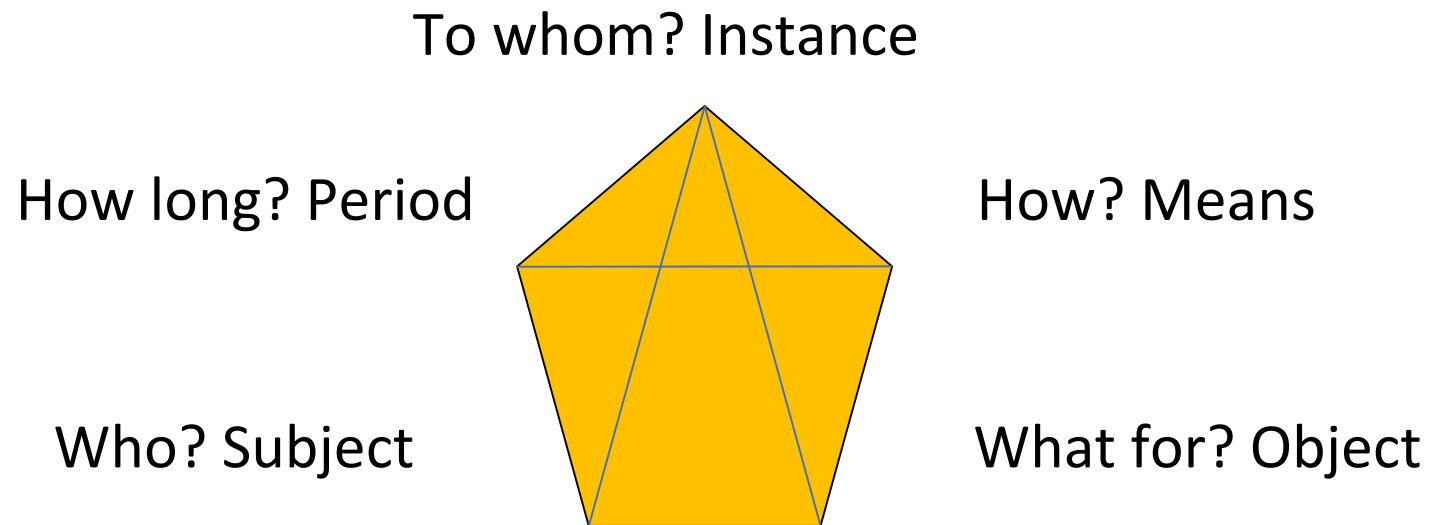 To whom? Instance
How long? Period
How? Means
Who? Subject
What for? Object